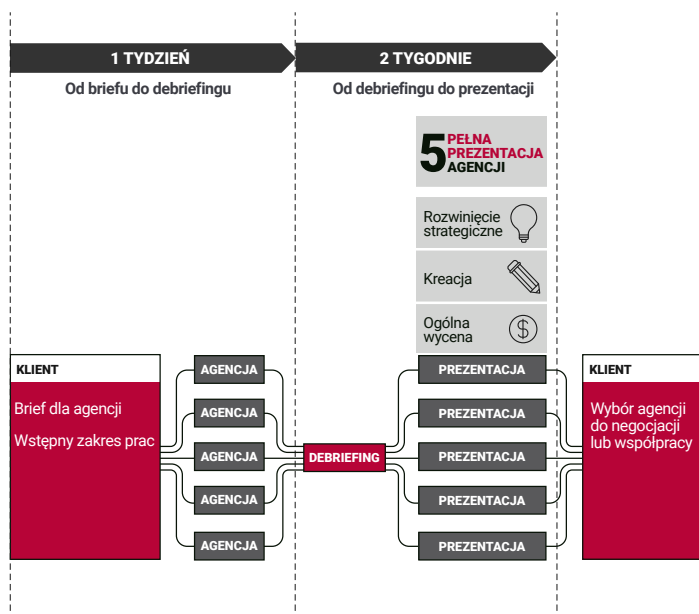 1 TYDZIEŃ
2 TYGODNIE
Od briefu do debriefingu
Od debriefingu do prezentacji
5 PEŁNA
PREZENTACJA
AGENCJI
Rozwinięcie
strategiczne
Kreacja
Ogólna
wycena
$
KLIENT
Brief dla agencji
Wstępny zakres prac
AGENCJA
AGENCJA
AGENCJA
AGENCJA
AGENCJA
DEBRIEFING
PREZENTACJA
PREZENTACJA
PREZENTACJA
PREZENTACJA
PREZENTACJA
KLIENT
Wybór agencji
do negocjacji
lub współpracy